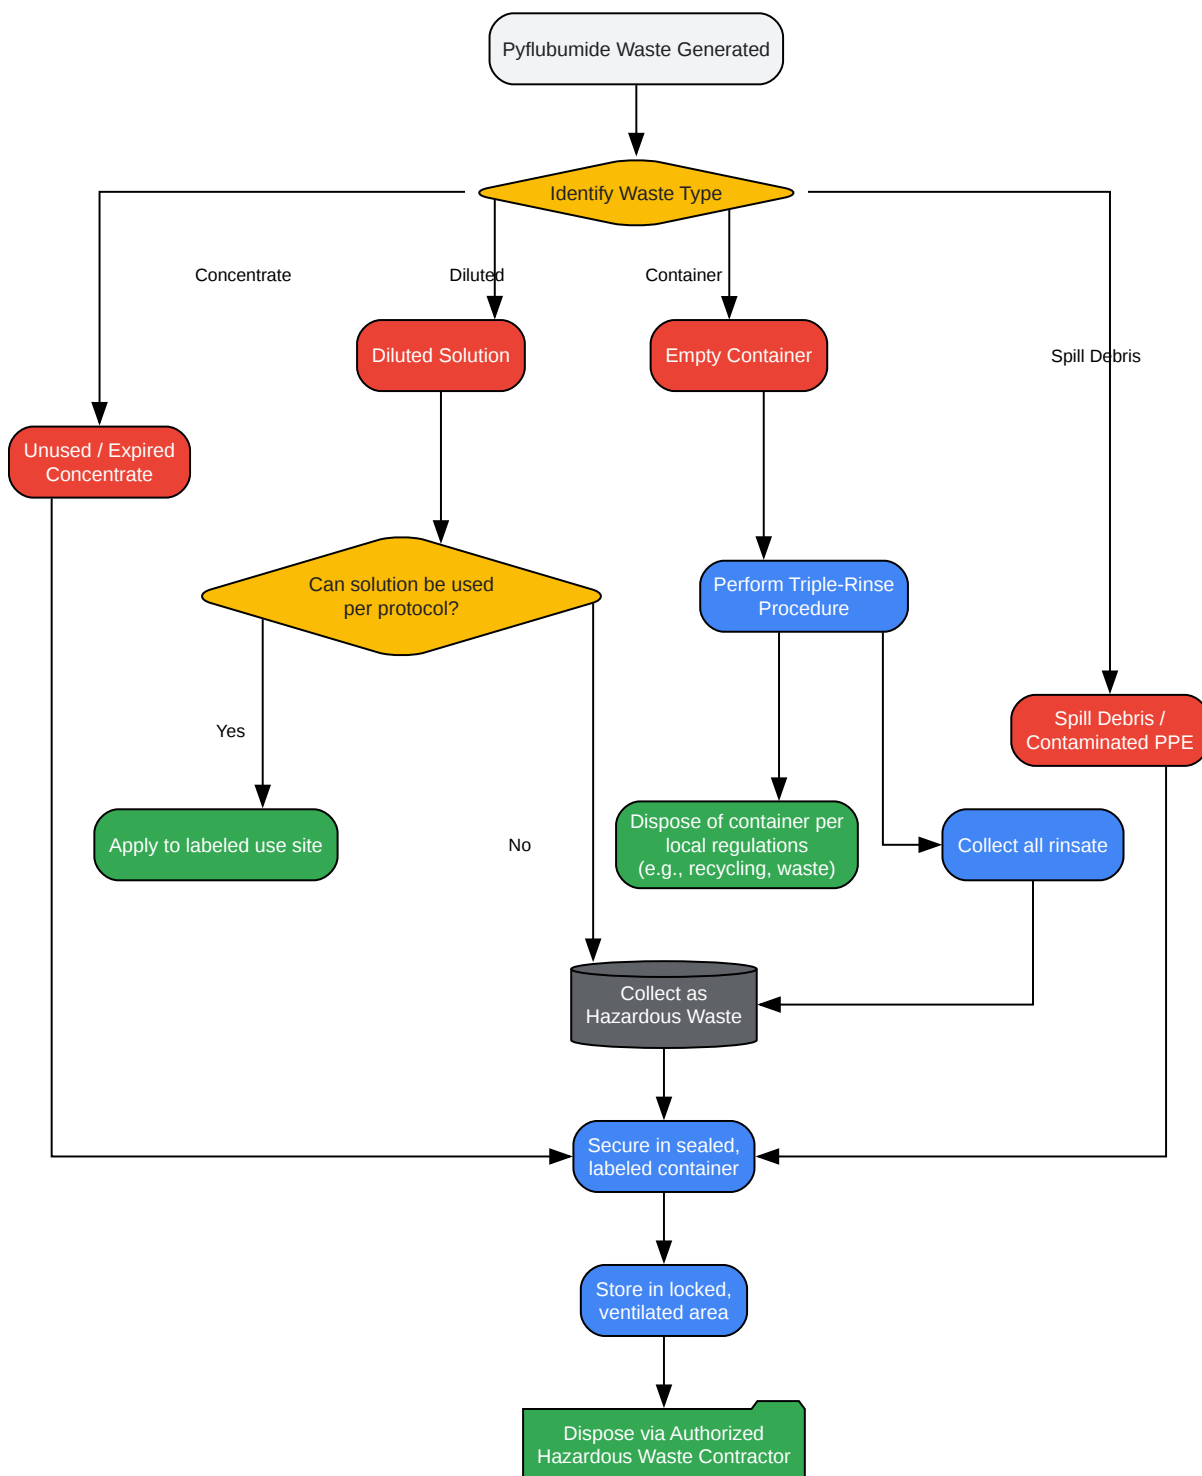 Pyflubumide Waste Generated
Identify Waste Type
Concentrate
Diluted
Container
Diluted Solution
Empty Container
Spill Debris
Unused / Expired
Concentrate
Can solution be used
per protocol?
Perform Triple-Rinse
Procedure
Spill Debris /
Contaminated PPE
Yes
Apply to labeled use site
No
Dispose of container per
local regulations
(e.g., recycling, waste)
Collect all rinsate
Collect as
Hazardous Waste
Secure in sealed,
labeled container
Store in locked,
ventilated area
Dispose via Authorized
Hazardous Waste Contractor